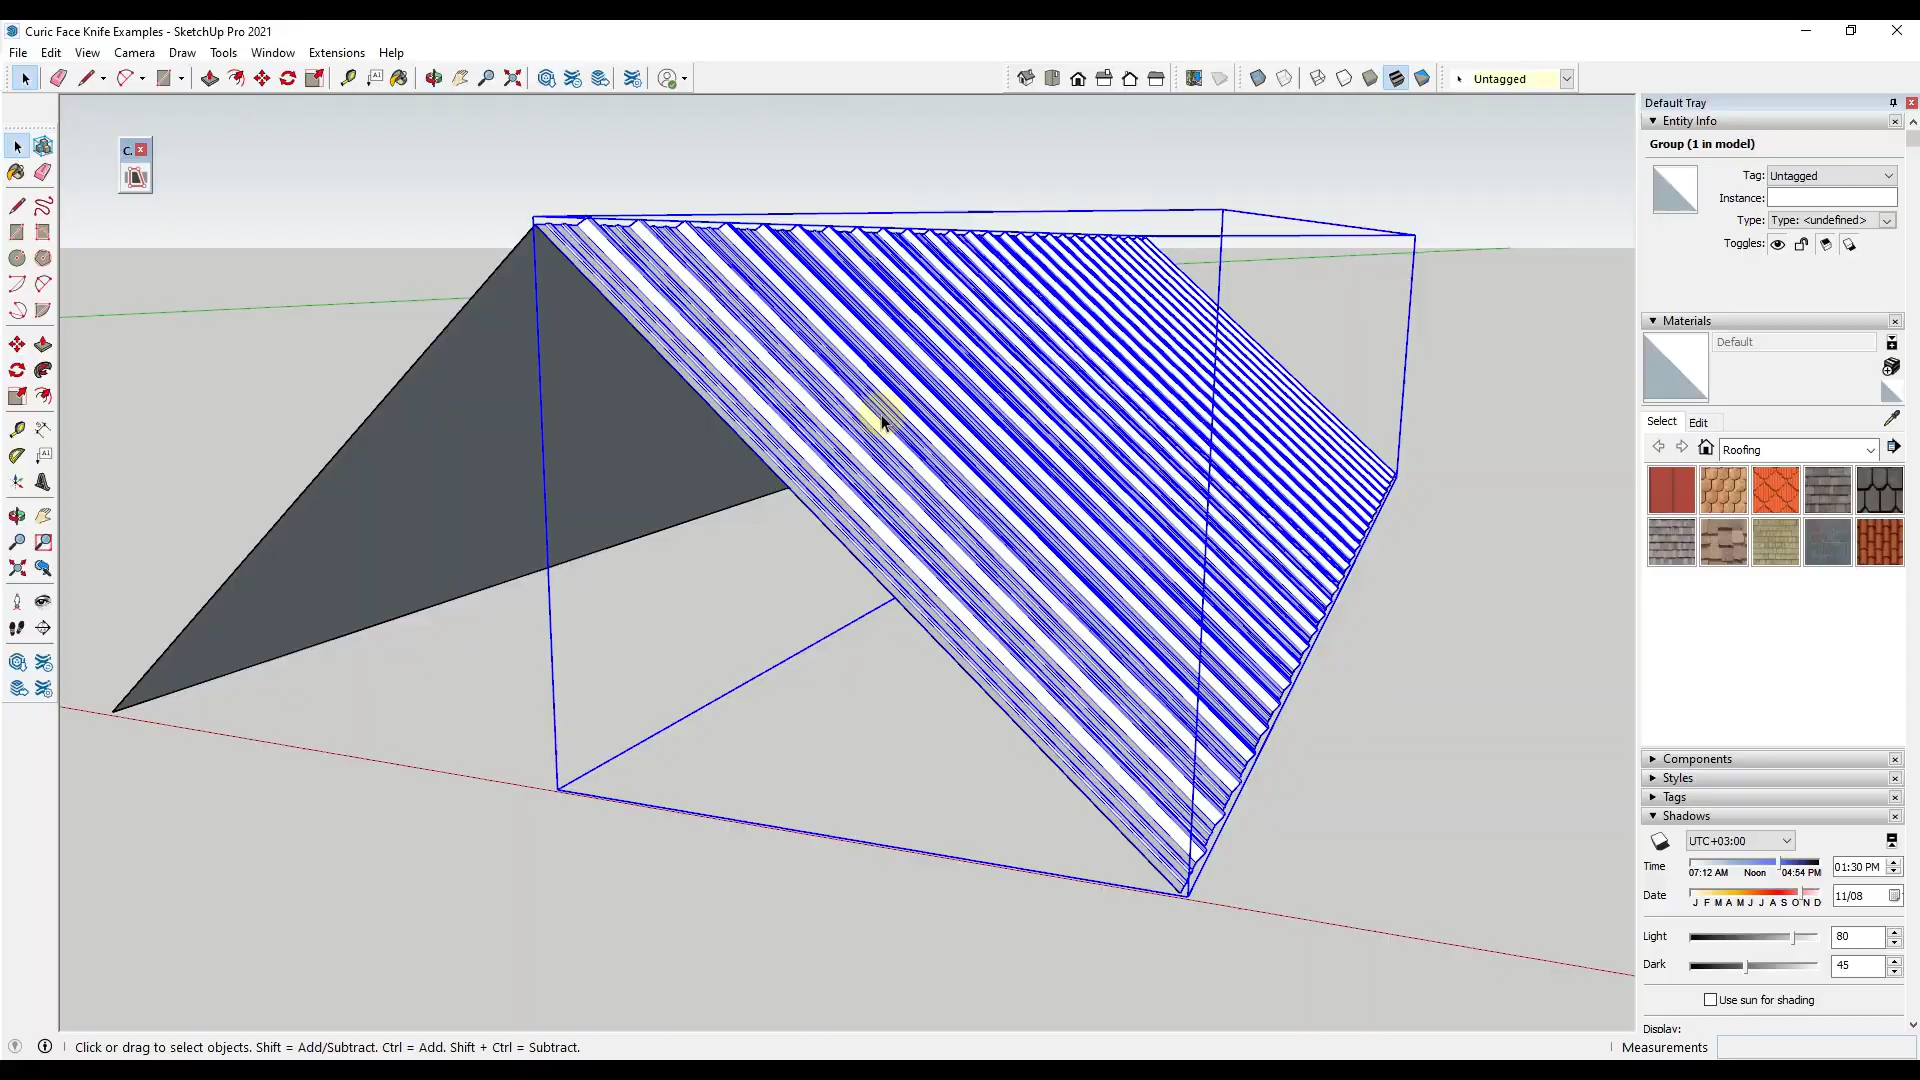 Curic Face Knife Examples - SketchUp Pro 2021
File Edit View Camera Draw Tools Window Extensions Help
Untagged
C.
Default Tray
Entity Info
Group (1 in model)
Tag: Untagged
Instance:
Type: Type: <undefined>
Toggles:
Materials
Default
Select Edit
Roofing
Components
Styles
Tags
Shadows
UTC+03:00
Time 07:12 AM Noon 04:54 PM 01:30 PM
Date J F M A M J J A S O N D 11/08
Light 80
Dark 45
Use sun for shading
Display:
Click or drag to select objects. Shift = Add/Subtract. Ctrl = Add. Shift + Ctrl = Subtract.
Measurements